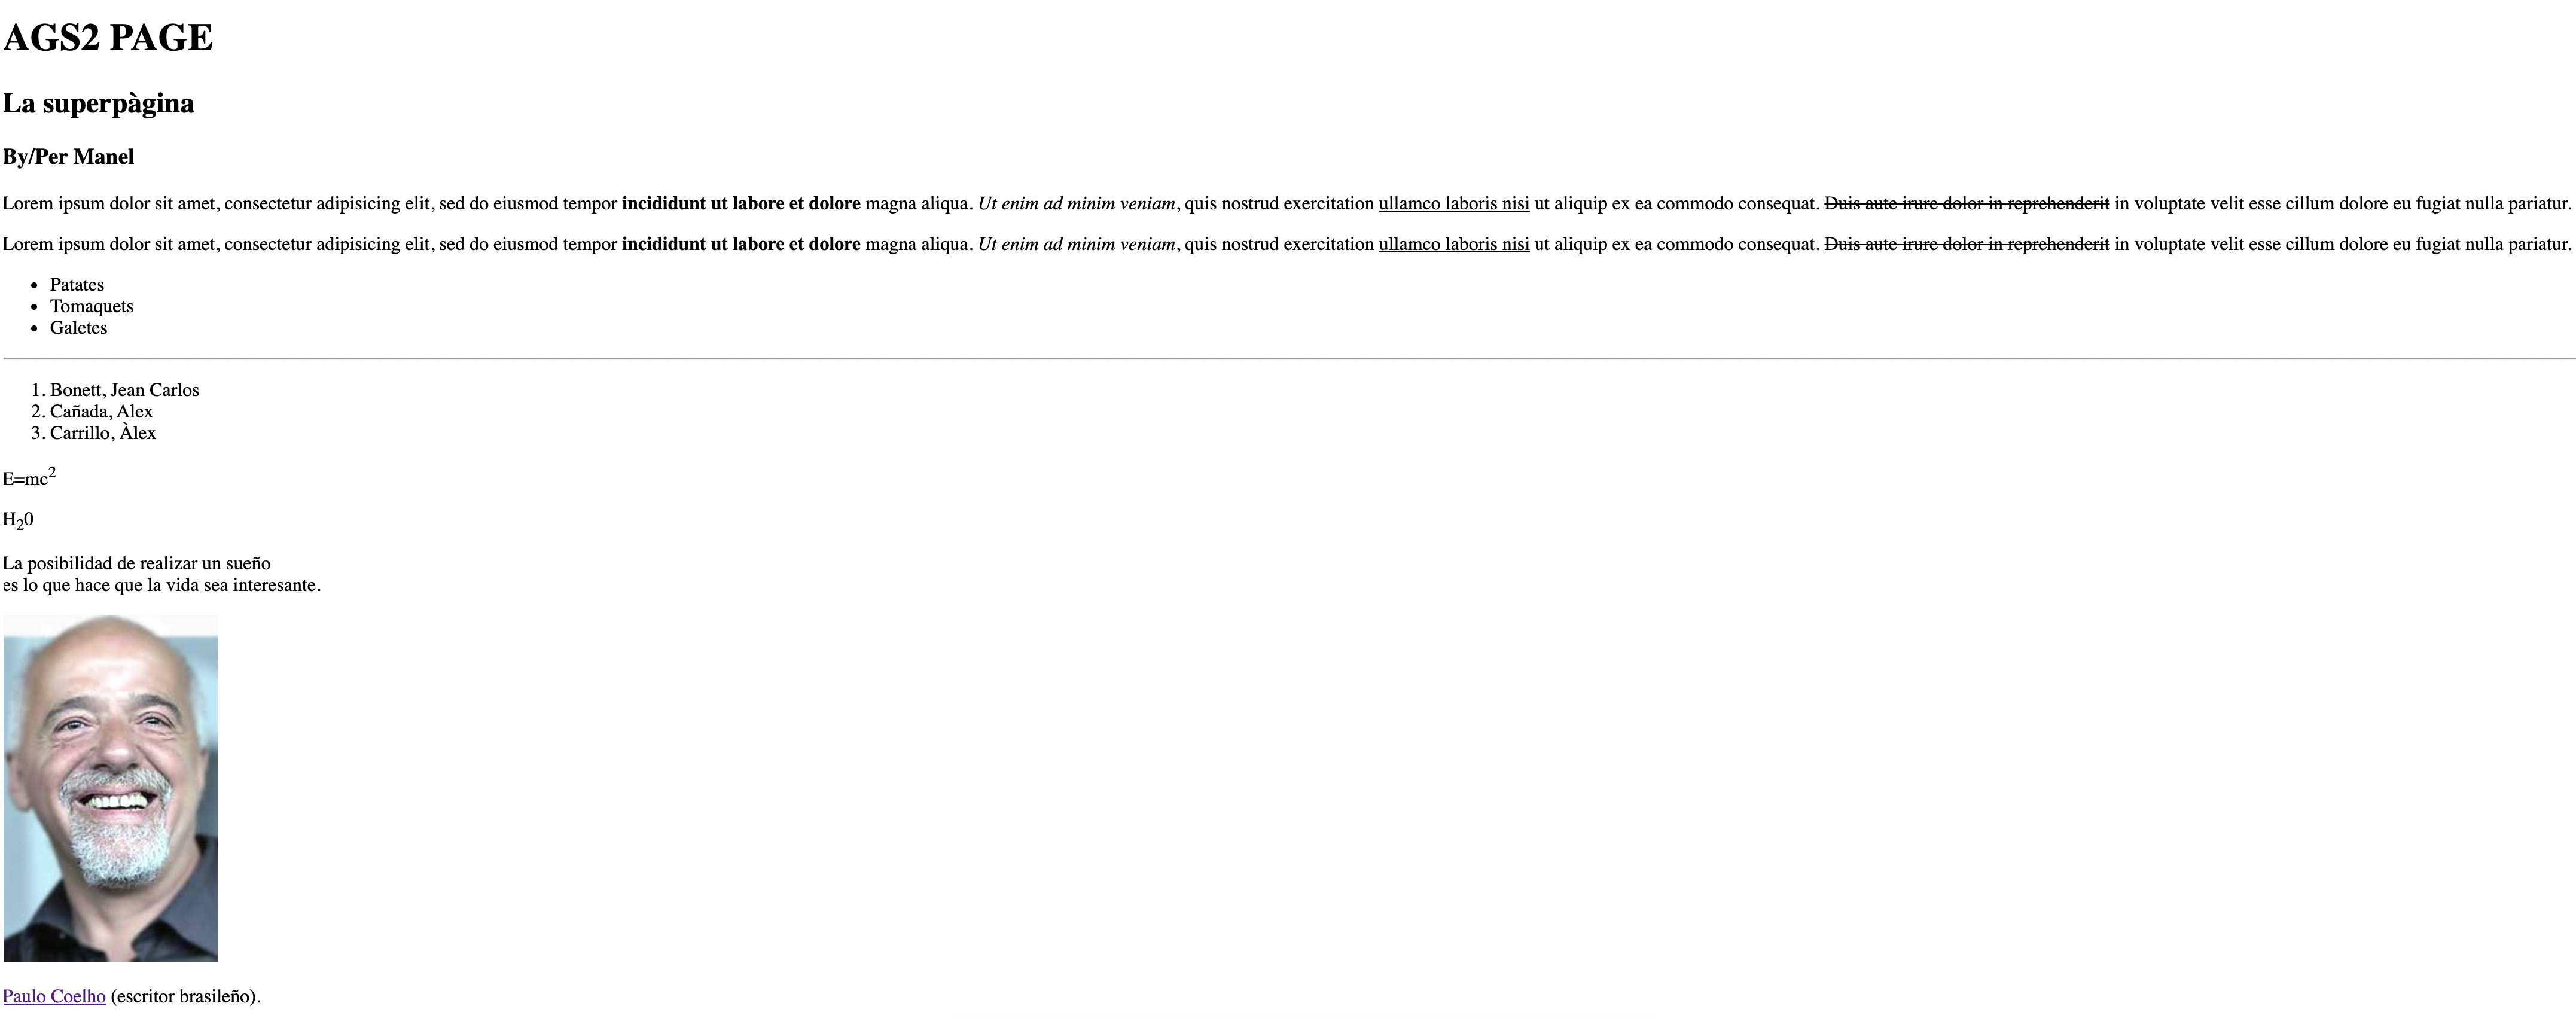 AGS2 PAGE
La superpàgina
By/Per Manel
Lorem ipsum dolor sit amet, consectetur adipisicing elit, sed do eiusmod tempor incididunt ut labore et dolore magna aliqua. Ut enim ad minim veniam, quis nostrud exercitation ullamco laboris nisi ut aliquip ex ea commodo consequat. Duis aute irure dolor in reprehenderit in voluptate velit esse cillum dolore eu fugiat nulla pariatur.
Lorem ipsum dolor sit amet, consectetur adipisicing elit, sed do eiusmod tempor incididunt ut labore et dolore magna aliqua. Ut enim ad minim veniam, quis nostrud exercitation ullamco laboris nisi ut aliquip ex ea commodo consequat. Duis aute irure dolor in reprehenderit in voluptate velit esse cillum dolore eu fugiat nulla pariatur.
• Patates
• Tomaquets
• Galetes
1. Bonett, Jean Carlos
2. Cañada, Alex
3. Carrillo, Àlex
E=mc²
H₂0
La posibilidad de realizar un sueño
es lo que hace que la vida sea interesante.
Paulo Coelho (escritor brasileño).